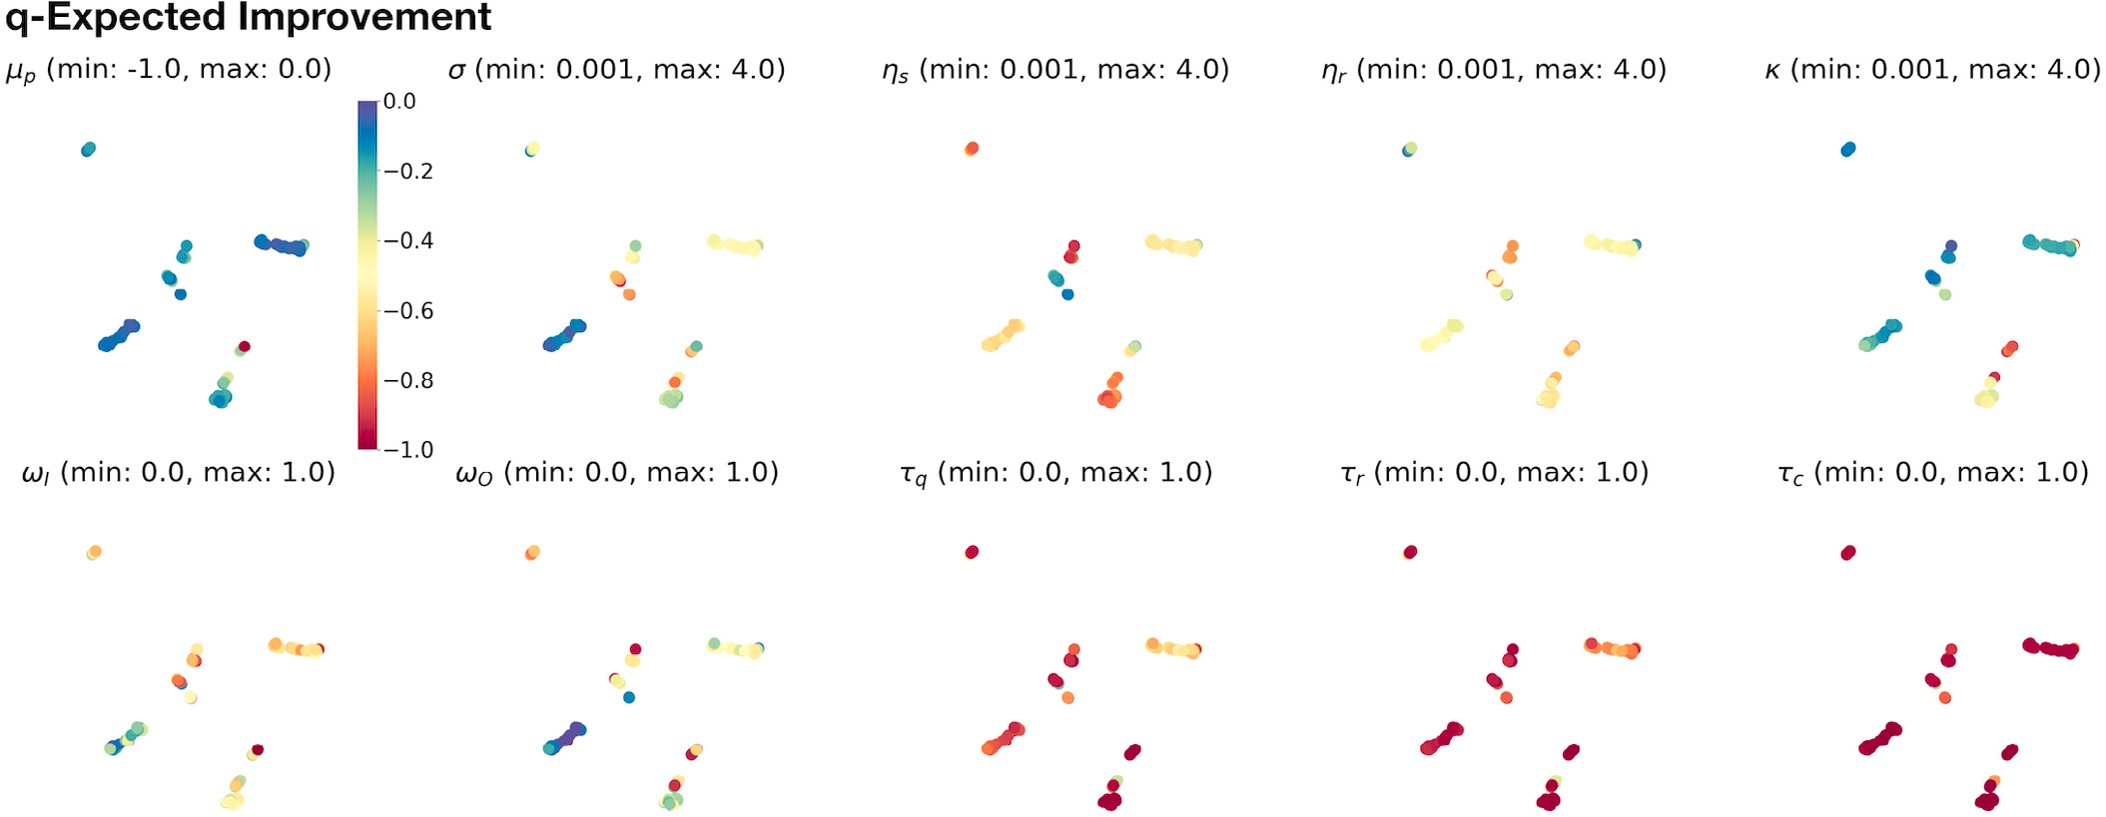 q-Expected Improvement
μp (min: -1.0, max: 0.0)
σ (min: 0.001, max: 4.0)
ηs (min: 0.001, max: 4.0)
ηr (min: 0.001, max: 4.0)
κ (min: 0.001, max: 4.0)
0.0
−0.2
−0.4
−0.6
−0.8
−1.0
ωI (min: 0.0, max: 1.0)
ωO (min: 0.0, max: 1.0)
τq (min: 0.0, max: 1.0)
τr (min: 0.0, max: 1.0)
τc (min: 0.0, max: 1.0)